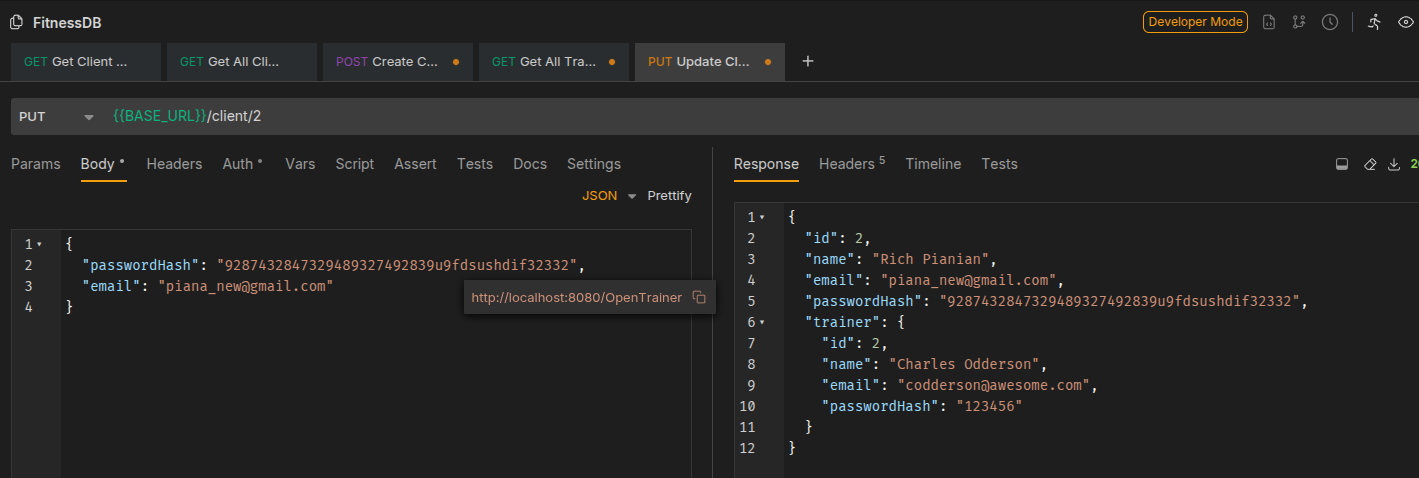 FitnessDB
Developer Mode
GET Get Client ...
GET Get All Cli...
POST Create C...
GET Get All Tra...
PUT Update Cl...
+
PUT
{{BASE_URL}}/client/2
Params Body Headers Auth Vars Script Assert Tests Docs Settings
JSON Prettify
1 {
2 "passwordHash": "9287432847329489327492839u9fdsushdif32332",
3 "email": "piana_new@gmail.com"
4 }
http://localhost:8080/OpenTrainer
Response Headers 5 Timeline Tests
1 {
2 "id": 2,
3 "name": "Rich Pianian",
4 "email": "piana_new@gmail.com",
5 "passwordHash": "9287432847329489327492839u9fdsushdif32332",
6 "trainer": {
7 "id": 2,
8 "name": "Charles Odderson",
9 "email": "codderson@awesome.com",
10 "passwordHash": "123456"
11 }
12 }